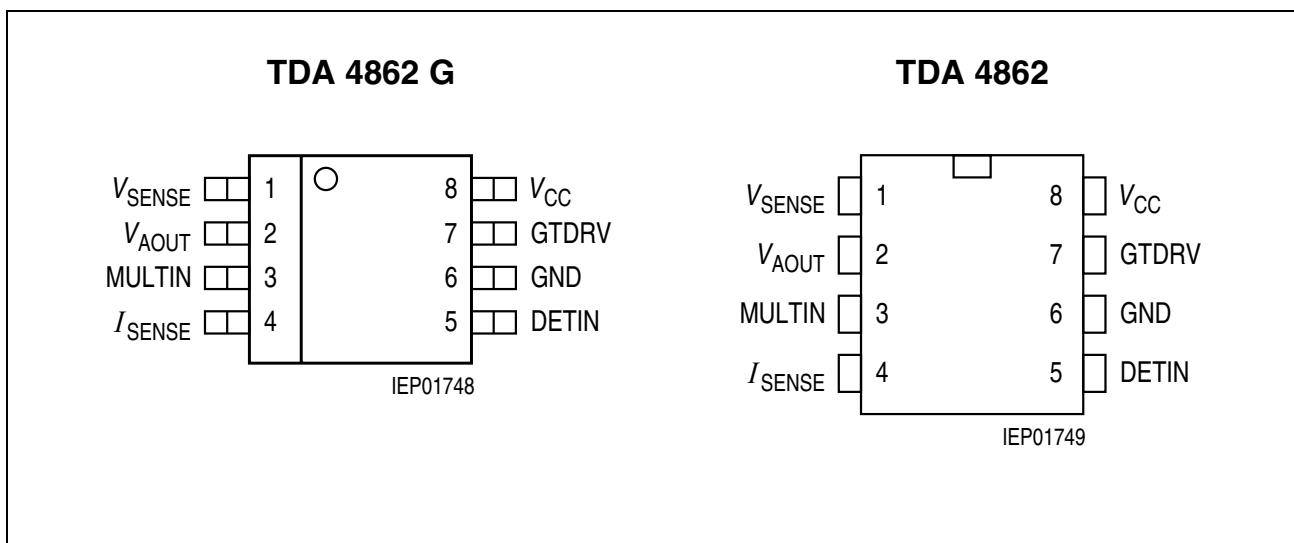 TDA 4862 G
VSENSE 1 8 VCC
VAOUT 2 7 GTDRV
MULTIN 3 6 GND
ISENSE 4 5 DETIN
IEP01748
TDA 4862
VSENSE 1 8 VCC
VAOUT 2 7 GTDRV
MULTIN 3 6 GND
ISENSE 4 5 DETIN
IEP01749